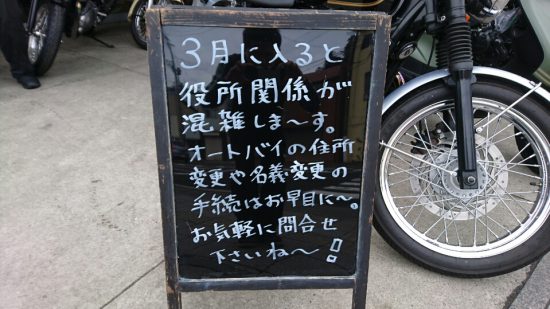 3月に入ると
役所関係が
混雑しま〜す。
オートバイの住所
変更や名義変更の
手続はお早目に〜。
お気軽に問合せ
下さいね〜！